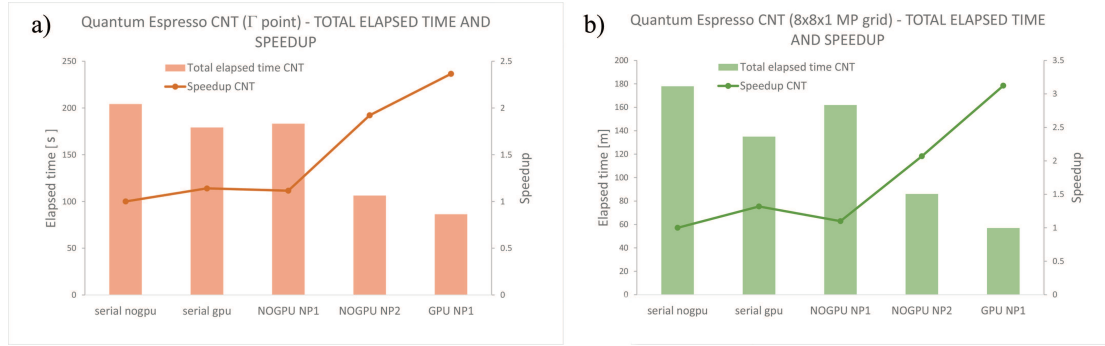 a)
Quantum Espresso CNT (Γ point) - TOTAL ELAPSED TIME AND
SPEEDUP
Total elapsed time CNT
Speedup CNT
250
200
150
100
50
0
Elapsed time [ s ]
2.5
2
1.5
1
0.5
0
Speedup
serial nogpu
serial gpu
NOGPU NP1
NOGPU NP2
GPU NP1
b)
Quantum Espresso CNT (8x8x1 MP grid) - TOTAL ELAPSED TIME
AND SPEEDUP
Total elapsed time CNT
Speedup CNT
200
180
160
140
120
100
80
60
40
20
0
Elapsed time [m]
3.5
3
2.5
2
1.5
1
0.5
0
Speedup
serial nogpu
serial gpu
NOGPU NP1
NOGPU NP2
GPU NP1